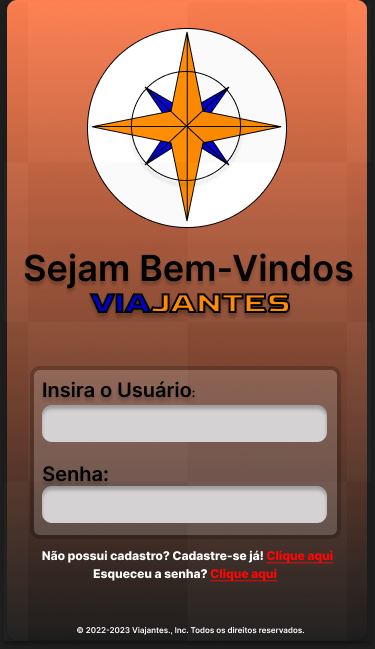 Sejam Bem-Vindos
VIAJANTES
Insira o Usuário:
Senha:
Não possui cadastro? Cadastre-se já! Clique aqui
Esqueceu a senha? Clique aqui
© 2022-2023 Viajantes., Inc. Todos os direitos reservados.